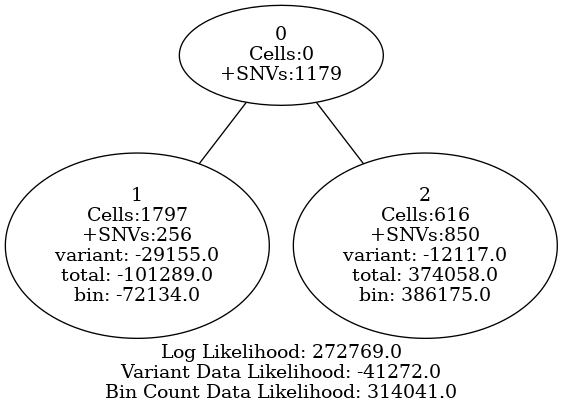 0
Cells:0
+SNVs:1179
1
Cells:1797
+SNVs:256
variant: -29155.0
total: -101289.0
bin: -72134.0
2
Cells:616
+SNVs:850
variant: -12117.0
total: 374058.0
bin: 386175.0
Log Likelihood: 272769.0
Variant Data Likelihood: -41272.0
Bin Count Data Likelihood: 314041.0